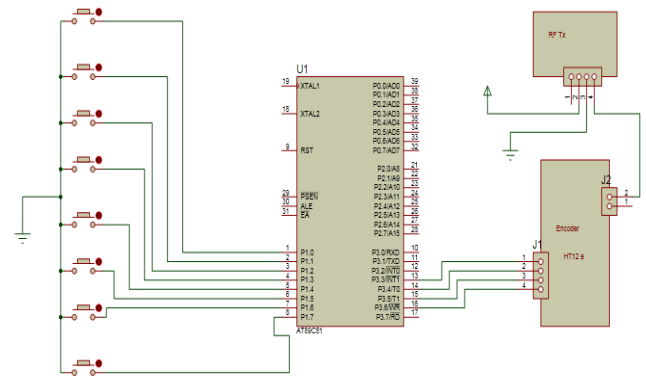 U1
19 XTAL1 P0.0/AD0 39
P0.1/AD1 38
P0.2/AD2 37
18 XTAL2 P0.3/AD3 36
P0.4/AD4 35
P0.5/AD5 34
P0.6/AD6 33
9 RST P0.7/AD7 32
P2.0/A8 21
P2.1/A9 22
P2.2/A10 23
29 PSEN P2.3/A11 24
30 ALE P2.4/A12 25
31 EA P2.5/A13 26
P2.6/A14 27
P2.7/A15 28
1 P1.0 P3.0/RXD 10
2 P1.1 P3.1/TXD 11
3 P1.2 P3.2/INT0 12
4 P1.3 P3.3/INT1 13
5 P1.4 P3.4/T0 14
6 P1.5 P3.5/T1 15
7 P1.6 P3.6/WR 16
8 P1.7 P3.7/RD 17
AT89C51
RF Tx
1 2 3 4
J2
2
1
Encoder
HT12 e
J1
1
2
3
4